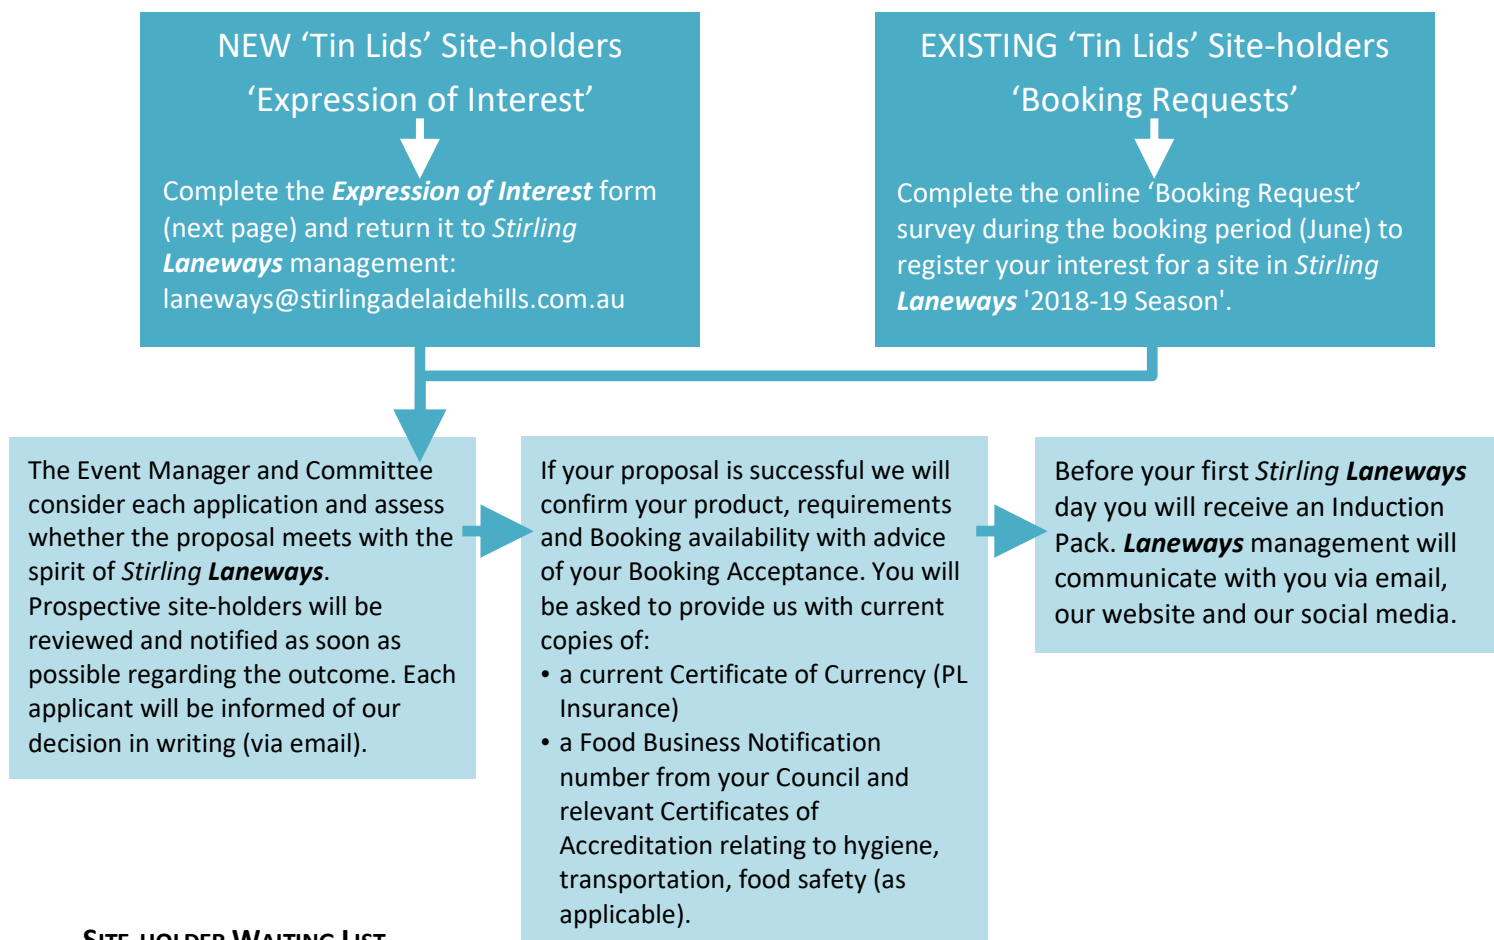 NEW ‘Tin Lids’ Site-holders
‘Expression of Interest’
Complete the Expression of Interest form
(next page) and return it to Stirling
Laneways management:
laneways@stirlingadelaidehills.com.au
EXISTING ‘Tin Lids’ Site-holders
‘Booking Requests’
Complete the online ‘Booking Request’
survey during the booking period (June) to
register your interest for a site in Stirling
Laneways '2018-19 Season'.
The Event Manager and Committee
consider each application and assess
whether the proposal meets with the
spirit of Stirling Laneways.
Prospective site-holders will be
reviewed and notified as soon as
possible regarding the outcome. Each
applicant will be informed of our
decision in writing (via email).
If your proposal is successful we will
confirm your product, requirements
and Booking availability with advice
of your Booking Acceptance. You will
be asked to provide us with current
copies of:
• a current Certificate of Currency (PL
Insurance)
• a Food Business Notification
number from your Council and
relevant Certificates of
Accreditation relating to hygiene,
transportation, food safety (as
applicable).
Before your first Stirling Laneways
day you will receive an Induction
Pack. Laneways management will
communicate with you via email,
our website and our social media.
SITE-HOLDER WAITING LIST